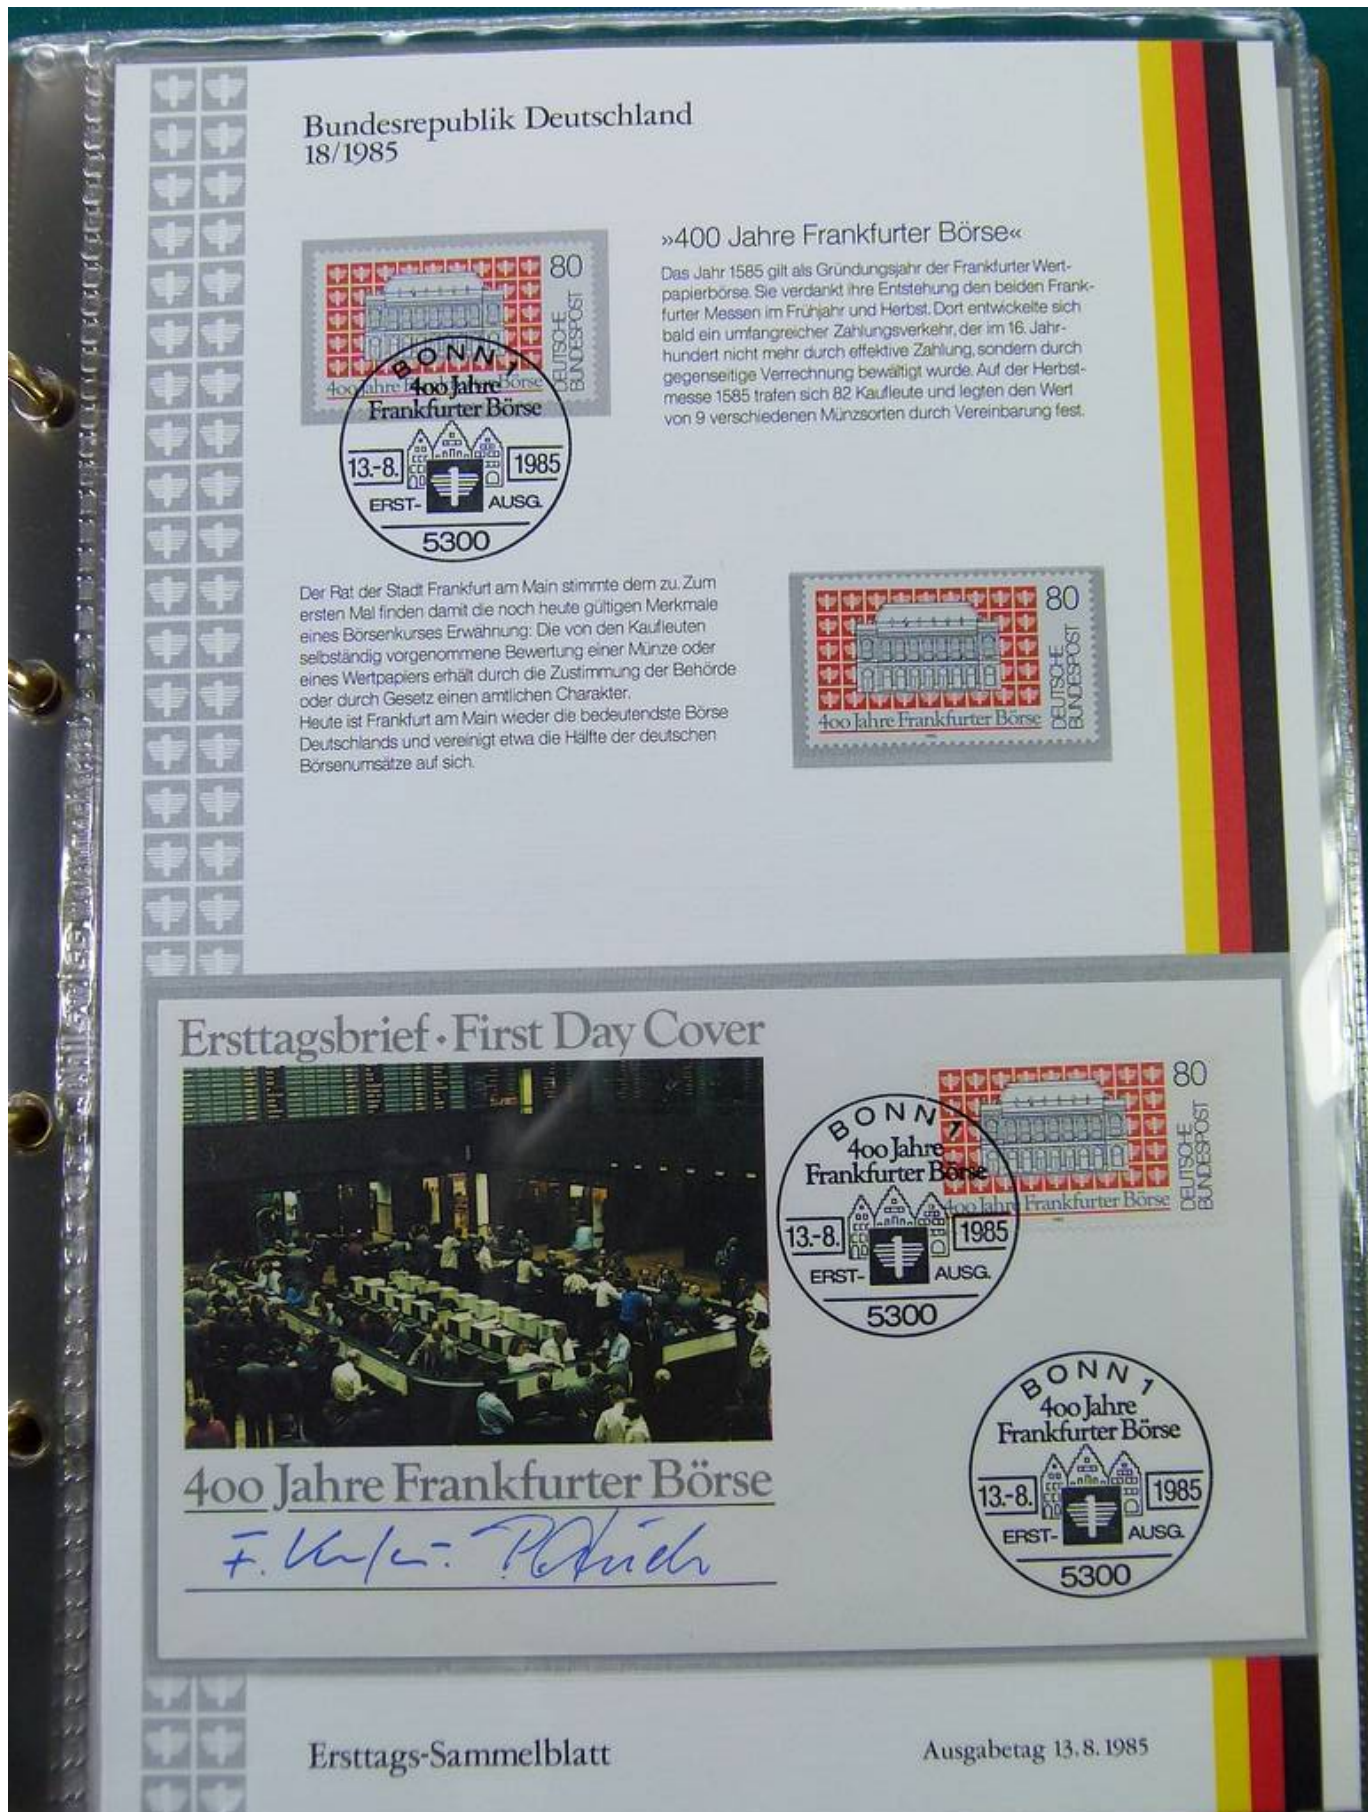 Bundesrepublik Deutschland
18/1985
80
DEUTSCHE
BUNDESPOST
400 Jahre Frankfurter Börse
BONN 1
400 Jahre
Frankfurter Börse
13.-8.
1985
ERST-
AUSG.
5300
»400 Jahre Frankfurter Börse«
Das Jahr 1585 gilt als Gründungsjahr der Frankfurter Wert-
papierbörse. Sie verdankt ihre Entstehung den beiden Frank-
furter Messen im Frühjahr und Herbst. Dort entwickelte sich
bald ein umfangreicher Zahlungsverkehr, der im 16. Jahr-
hundert nicht mehr durch effektive Zahlung, sondern durch
gegenseitige Verrechnung bewältigt wurde. Auf der Herbst-
messe 1585 trafen sich 82 Kaufleute und legten den Wert
von 9 verschiedenen Münzsorten durch Vereinbarung fest.
Der Rat der Stadt Frankfurt am Main stimmte dem zu. Zum
ersten Mal finden damit die noch heute gültigen Merkmale
eines Börsenkurses Erwähnung: Die von den Kaufleuten
selbständig vorgenommene Bewertung einer Münze oder
eines Wertpapiers erhält durch die Zustimmung der Behörde
oder durch Gesetz einen amtlichen Charakter.
Heute ist Frankfurt am Main wieder die bedeutendste Börse
Deutschlands und vereinigt etwa die Hälfte der deutschen
Börsenumsätze auf sich.
80
DEUTSCHE
BUNDESPOST
400 Jahre Frankfurter Börse
Ersttagsbrief · First Day Cover
80
DEUTSCHE
BUNDESPOST
400 Jahre Frankfurter Börse
BONN 1
400 Jahre
Frankfurter Börse
13.-8.
1985
ERST-
AUSG.
5300
BONN 1
400 Jahre
Frankfurter Börse
13.-8.
1985
ERST-
AUSG.
5300
400 Jahre Frankfurter Börse
Ersttags-Sammelblatt
Ausgabetag 13.8.1985